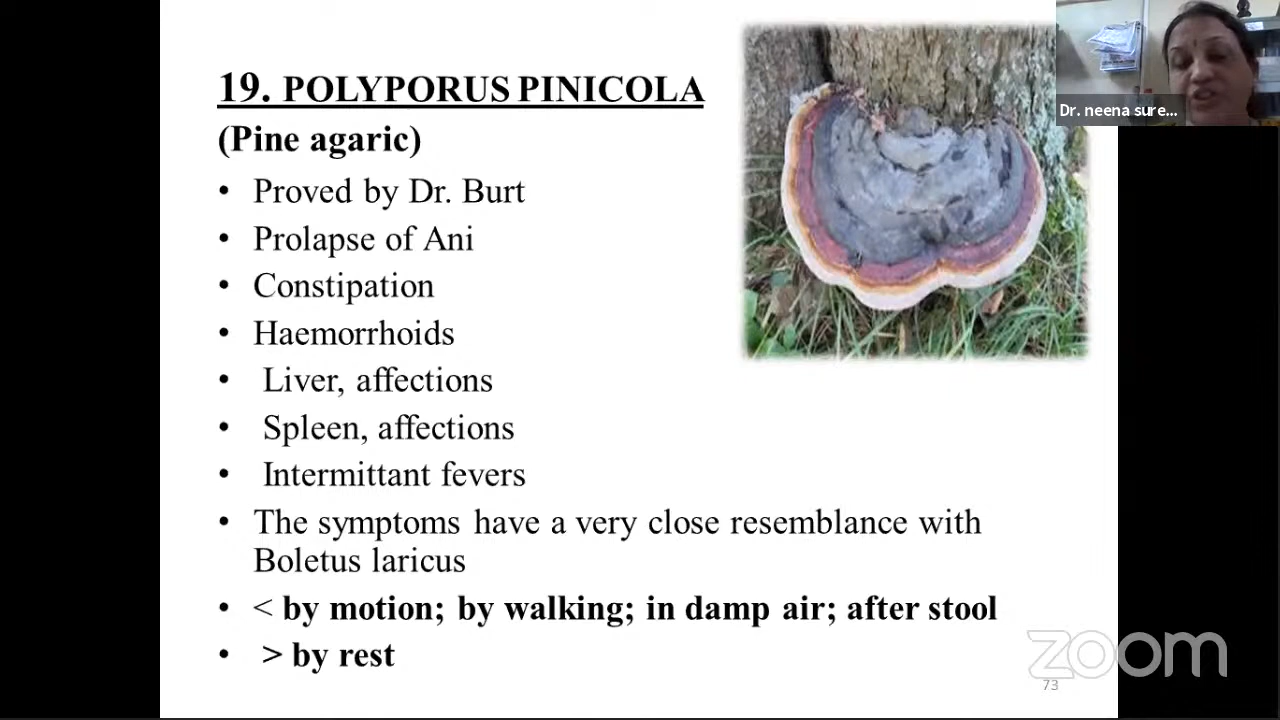 19. POLYPORUS PINICOLA
(Pine agaric)
• Proved by Dr. Burt
• Prolapse of Ani
• Constipation
• Haemorrhoids
• Liver, affections
• Spleen, affections
• Intermittant fevers
• The symptoms have a very close resemblance with
Boletus laricus
• < by motion; by walking; in damp air; after stool
• > by rest
Dr. neena sure...
zoom
73